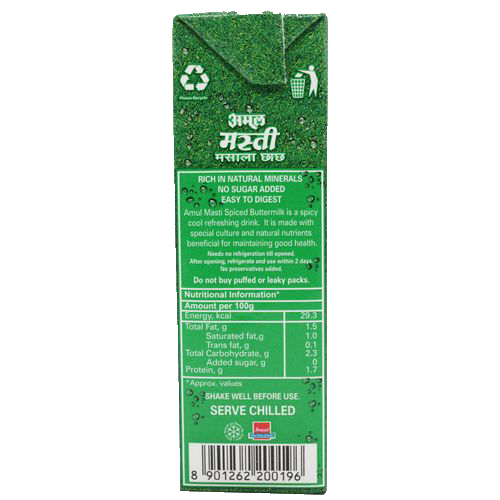 Please Recycle
अमूल
मस्ती
मसाला छाछ
RICH IN NATURAL MINERALS
NO SUGAR ADDED
EASY TO DIGEST
Amul Masti Spiced Buttermilk is a spicy
cool refreshing drink. It is made with
special culture and natural nutrients
beneficial for maintaining good health.
Needs no refrigeration till opened.
After opening, refrigerate and use within 2 days.
No preservatives added.
Do not buy puffed or leaky packs.
Nutritional Information*
Amount per 100g
Energy, kcal 29.3
Total Fat, g 1.5
Saturated fat,g 1.0
Trans fat, g 0.1
Total Carbohydrate, g 2.3
Added sugar, g 0
Protein, g 1.7
*Approx. values
SHAKE WELL BEFORE USE.
SERVE CHILLED
Amul
8 901262 200196